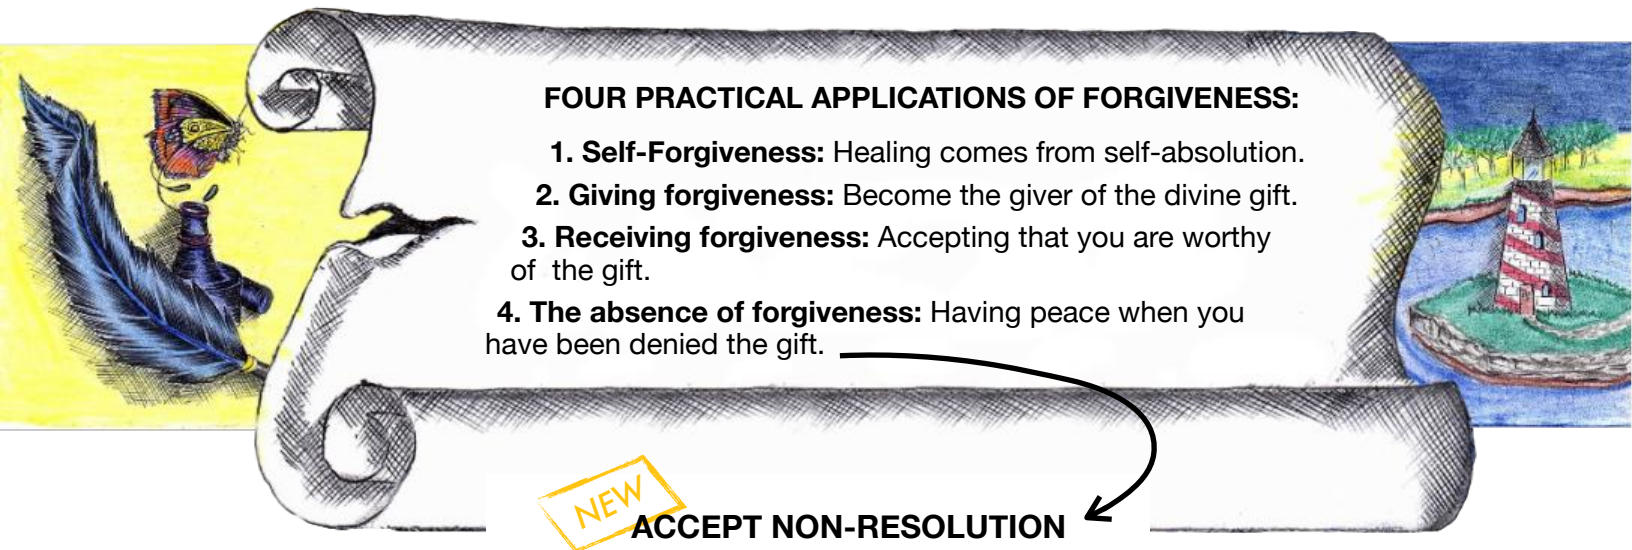 FOUR PRACTICAL APPLICATIONS OF FORGIVENESS:
1. Self-Forgiveness: Healing comes from self-absolution.
2. Giving forgiveness: Become the giver of the divine gift.
3. Receiving forgiveness: Accepting that you are worthy
of the gift.
4. The absence of forgiveness: Having peace when you
have been denied the gift.
NEW
ACCEPT NON-RESOLUTION